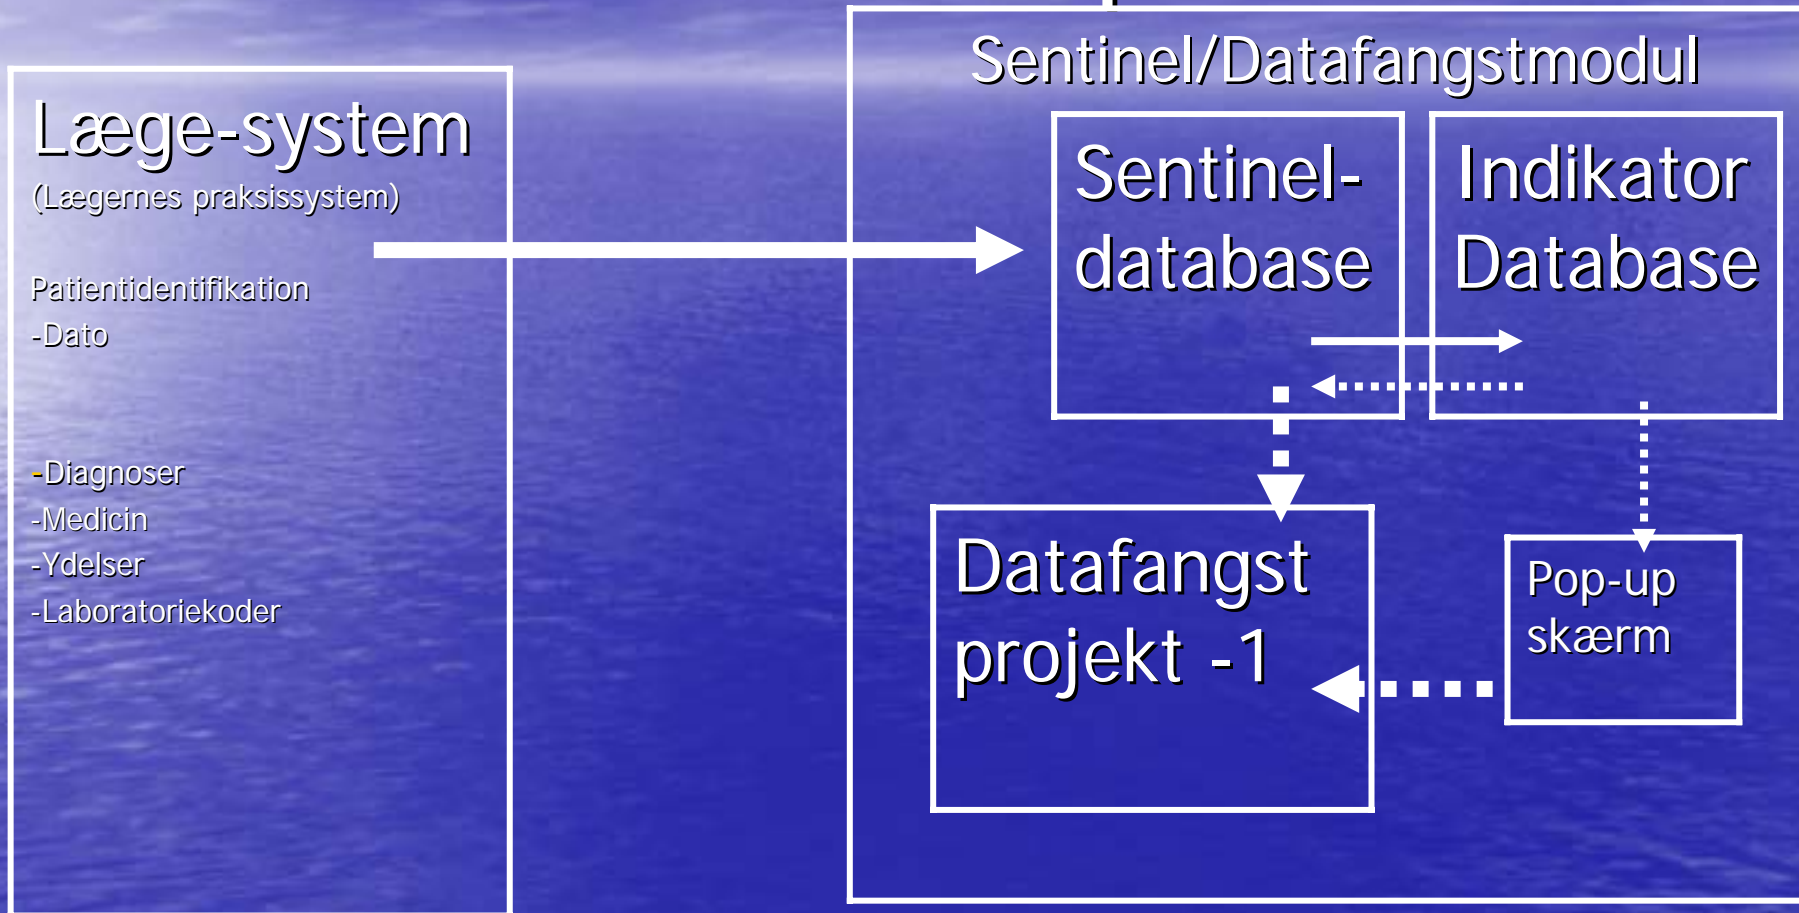 Læge-system
(Lægernes praksissystem)
Patientidentifikation
-Dato
-Diagnoser
-Medicin
-Ydelser
-Laboratoriekoder
Sentinel/Datafangstmodul
Sentinel-
database
Indikator
Database
Datafangst
projekt -1
Pop-up
skærm